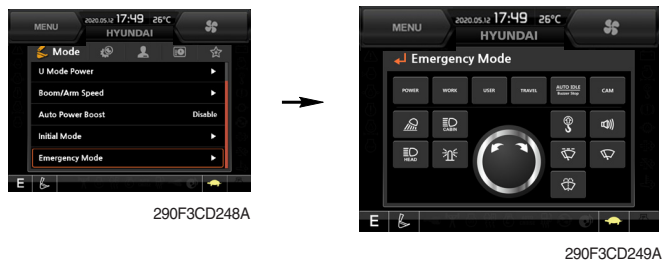 MENU 2020.05.12 17:49 26°C
HYUNDAI
Mode
U Mode Power
Boom/Arm Speed
Auto Power Boost Disable
Initial Mode
Emergency Mode
E
290F3CD248A
MENU 2020.05.12 17:49 26°C
HYUNDAI
Emergency Mode
POWER WORK USER TRAVEL AUTO IDLE CAM
Buzzer Stop
CABIN
HEAD
E
290F3CD249A